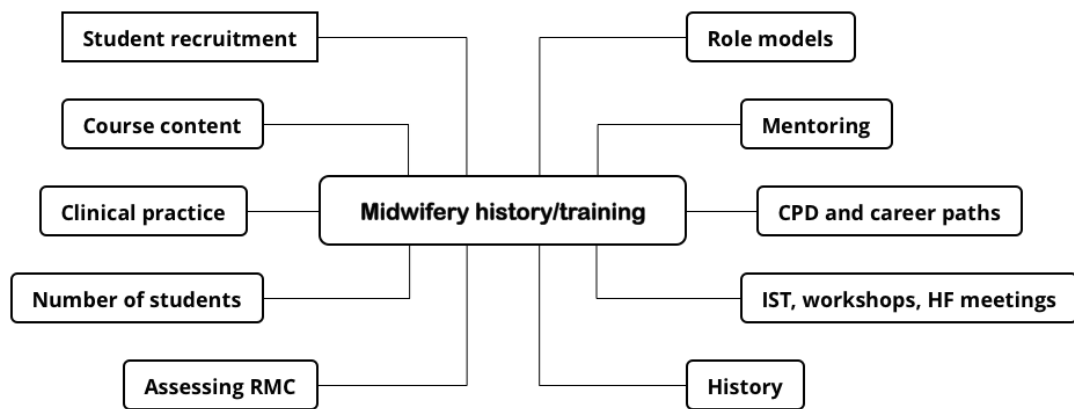 Student recruitment
Role models
Course content
Mentoring
Clinical practice
Midwifery history/training
CPD and career paths
Number of students
IST, workshops, HF meetings
Assessing RMC
History